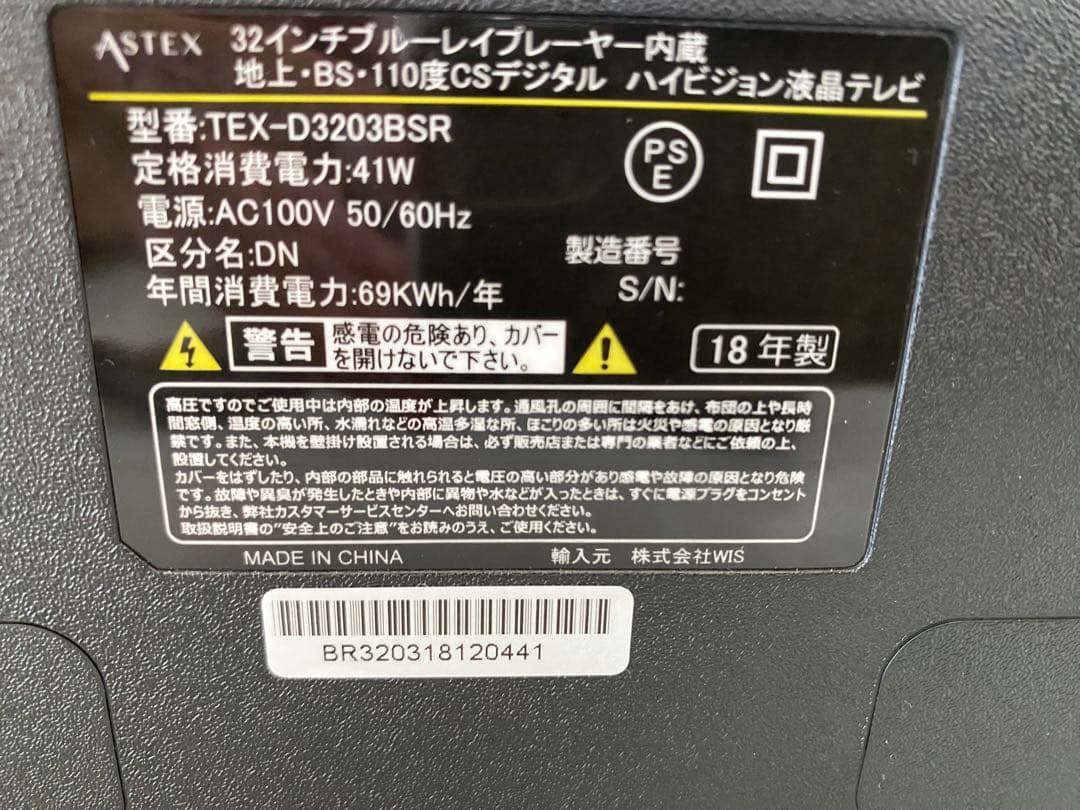 ASTEX 32インチブルーレイプレーヤー内蔵
地上・BS・110度CSデジタル ハイビジョン液晶テレビ
型番:TEX-D3203BSR
定格消費電力:41W
電源:AC100V 50/60Hz
区分名:DN
年間消費電力:69KWh/年
PS
E
製造番号
S/N:
警告 感電の危険あり、カバー
を開けないで下さい。
18年製
高圧ですのでご使用中は内部の温度が上昇します。通風孔の周囲に間隔をあけ、布団の上や長時
間窓側、温度の高い所、水濡れなどの高温多湿な所、ほこりの多い所は火災や感電の原因となり厳
禁です。また、本機を壁掛け設置される場合は、必ず販売店または専門の業者などにご依頼の上、
設置してください。
カバーをはずしたり、内部の部品に触れられると電圧の高い部分があり感電や故障の原因となり危険
です。故障や異臭が発生したときや内部に異物や水などが入ったときは、すぐに電源プラグをコンセント
から抜き、弊社カスタマーサービスセンターへお問い合わせください。
取扱説明書の"安全上のご注意"をお読みのうえ、ご使用ください。
MADE IN CHINA 輸入元 株式会社WIS
BR320318120441